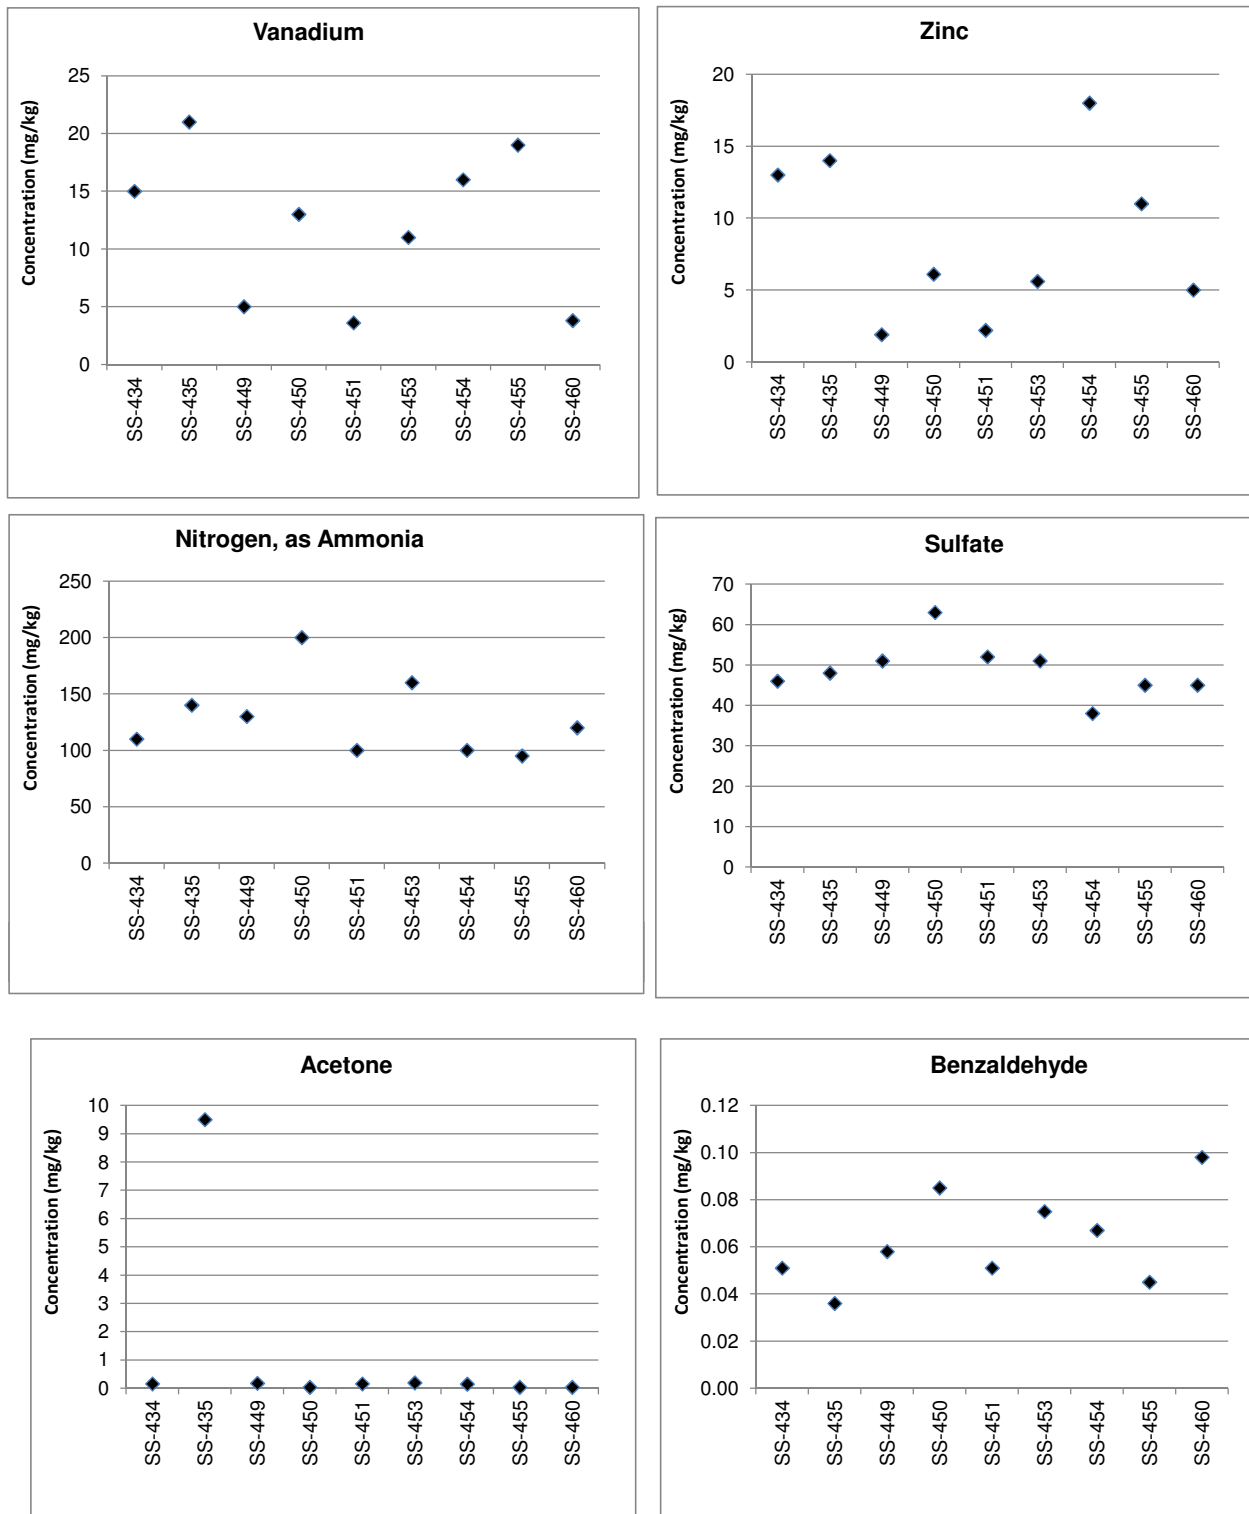 Vanadium
Concentration (mg/kg)
25
20
15
10
5
0
SS-434
SS-435
SS-449
SS-450
SS-451
SS-453
SS-454
SS-455
SS-460
Zinc
Concentration (mg/kg)
20
15
10
5
0
SS-434
SS-435
SS-449
SS-450
SS-451
SS-453
SS-454
SS-455
SS-460
Nitrogen, as Ammonia
Concentration (mg/kg)
250
200
150
100
50
0
SS-434
SS-435
SS-449
SS-450
SS-451
SS-453
SS-454
SS-455
SS-460
Sulfate
Concentration (mg/kg)
70
60
50
40
30
20
10
0
SS-434
SS-435
SS-449
SS-450
SS-451
SS-453
SS-454
SS-455
SS-460
Acetone
Concentration (mg/kg)
10
9
8
7
6
5
4
3
2
1
0
SS-434
SS-435
SS-449
SS-450
SS-451
SS-453
SS-454
SS-455
SS-460
Benzaldehyde
Concentration (mg/kg)
0.12
0.10
0.08
0.06
0.04
0.02
0.00
SS-434
SS-435
SS-449
SS-450
SS-451
SS-453
SS-454
SS-455
SS-460